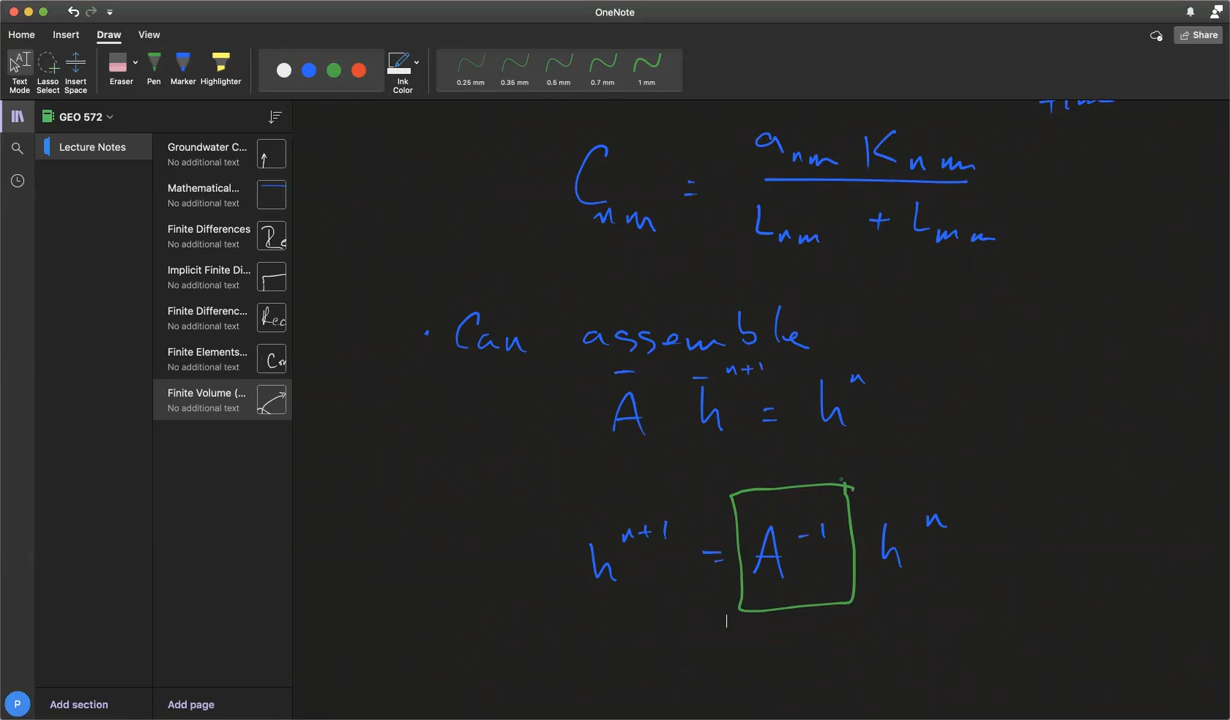 OneNote
Home Insert Draw View
Share
Text Mode
Lasso Select
Insert Space
Eraser
Pen
Marker
Highlighter
Ink Color
0.25 mm
0.35 mm
0.5 mm
0.7 mm
1 mm
GEO 572
Lecture Notes
Groundwater C...
No additional text
Mathematical...
No additional text
Finite Differences
No additional text
Implicit Finite Di...
No additional text
Finite Differenc...
No additional text
Finite Elements...
No additional text
Finite Volume (...
No additional text
P
Add section
Add page
time
C_nm = a_nm K_nm / L_nm + L_mn
· Can assemble
A̅ h̅^n+1 = h^n
h^n+1 = A^-1 h^n